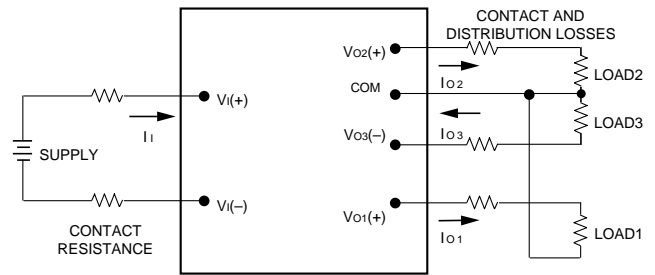 CONTACT AND
DISTRIBUTION LOSSES
VO2(+)
IO2
LOAD2
COM
VI(+)
II
LOAD3
VO3(–)
IO3
SUPPLY
VI(–)
VO1(+)
IO1
LOAD1
CONTACT
RESISTANCE